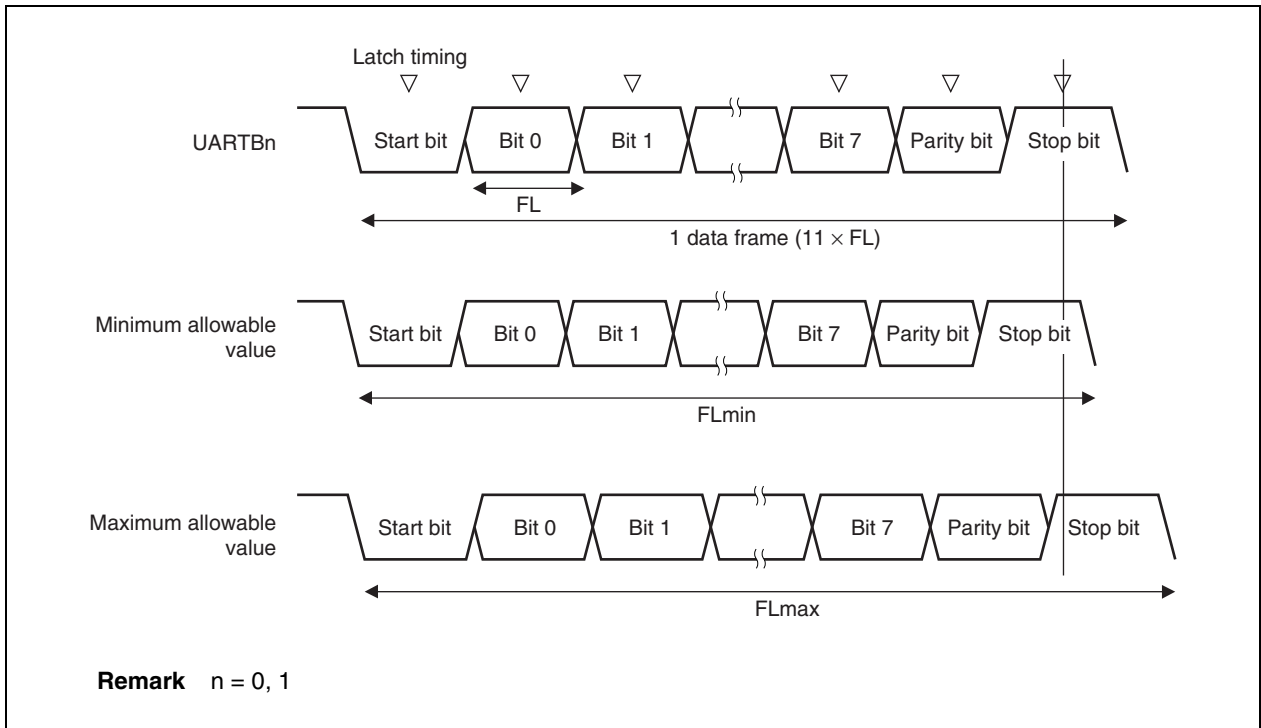 Latch timing
UARTBn
Start bit
Bit 0
Bit 1
Bit 7
Parity bit
Stop bit
FL
1 data frame (11 × FL)
Minimum allowable
value
Start bit
Bit 0
Bit 1
Bit 7
Parity bit
Stop bit
FLmin
Maximum allowable
value
Start bit
Bit 0
Bit 1
Bit 7
Parity bit
Stop bit
FLmax
Remark n = 0, 1